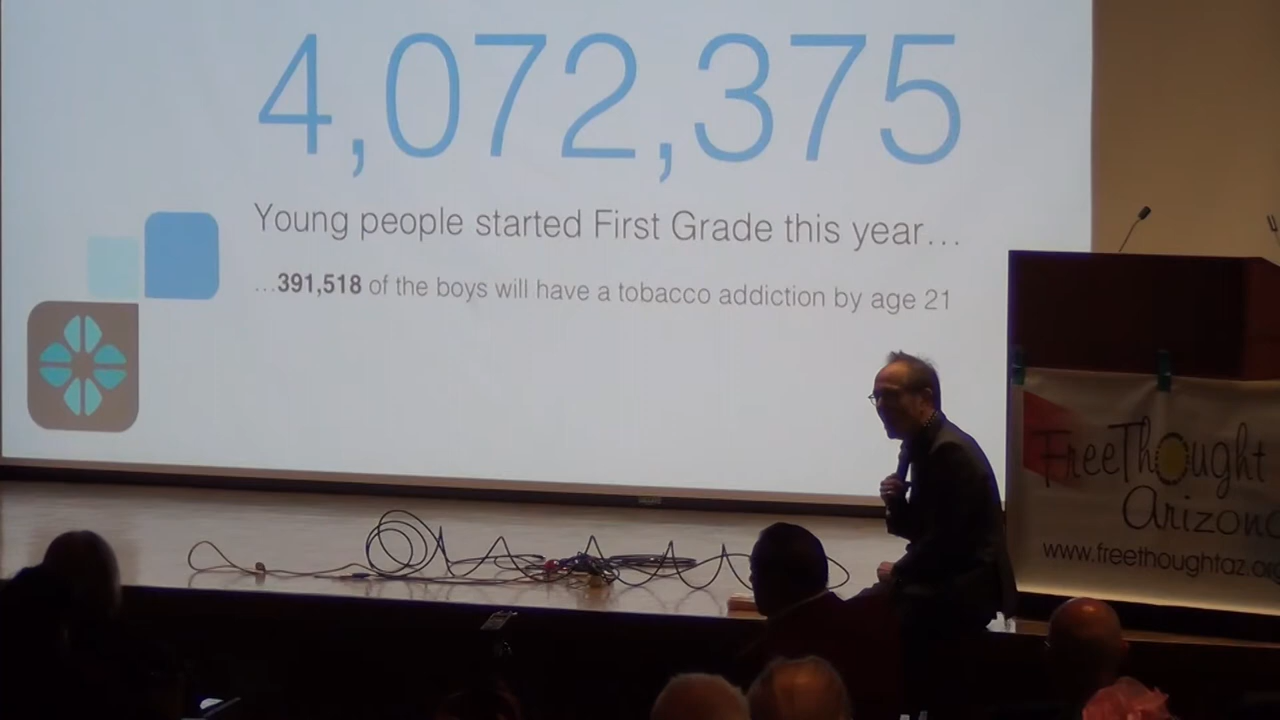 4,072,375
Young people started First Grade this year...
...391,518 of the boys will have a tobacco addiction by age 21
FreeThought
Arizona
www.freethoughtaz.org